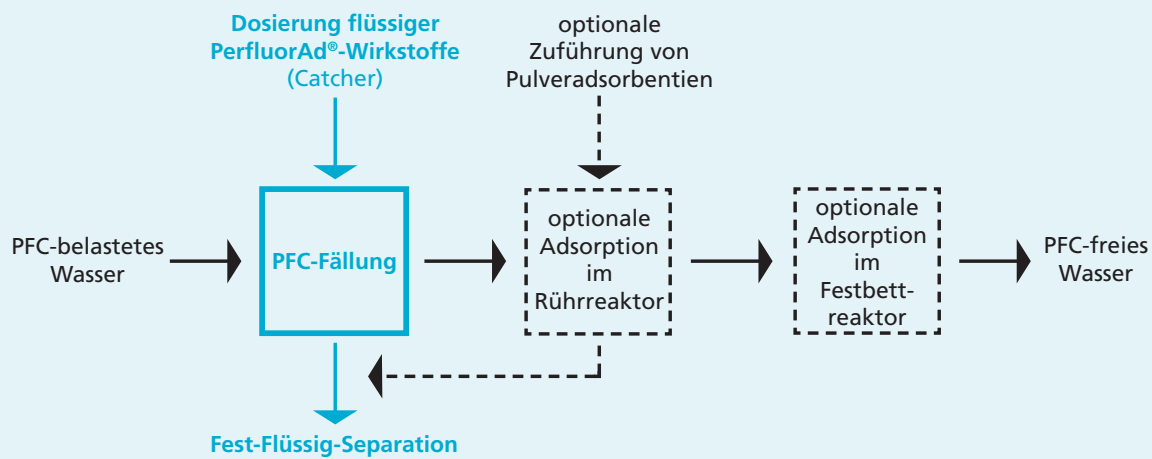 Dosierung flüssiger
PerfluorAd®-Wirkstoffe
(Catcher)
optionale
Zuführung von
Pulveradsorbentien
PFC-belastetes
Wasser
PFC-Fällung
optionale
Adsorption
im
Rührreaktor
optionale
Adsorption
im
Festbett-
reaktor
PFC-freies
Wasser
Fest-Flüssig-Separation